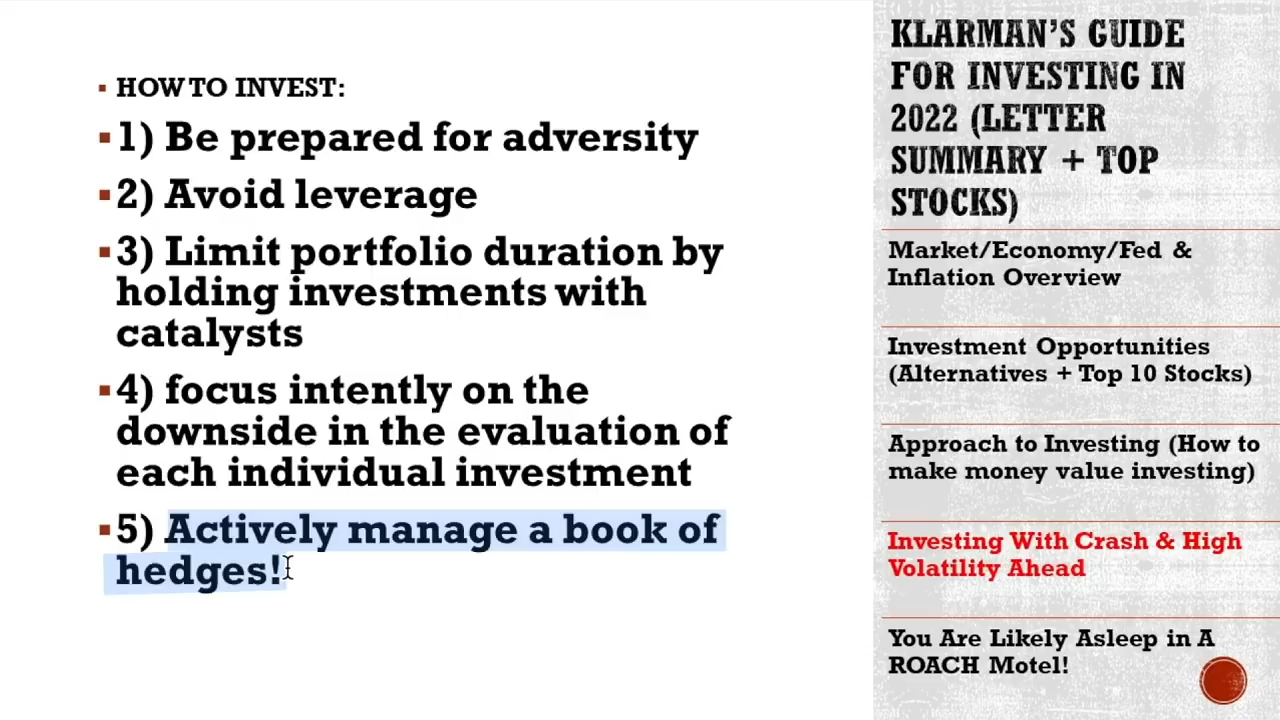 ▪ HOW TO INVEST:
▪ 1) Be prepared for adversity
▪ 2) Avoid leverage
▪ 3) Limit portfolio duration by
holding investments with
catalysts
▪ 4) focus intently on the
downside in the evaluation of
each individual investment
▪ 5) Actively manage a book of
hedges!
KLARMAN'S GUIDE
FOR INVESTING IN
2022 (LETTER
SUMMARY + TOP
STOCKS)
Market/Economy/Fed &
Inflation Overview
Investment Opportunities
(Alternatives + Top 10 Stocks)
Approach to Investing (How to
make money value investing)
Investing With Crash & High
Volatility Ahead
You Are Likely Asleep in A
ROACH Motel!